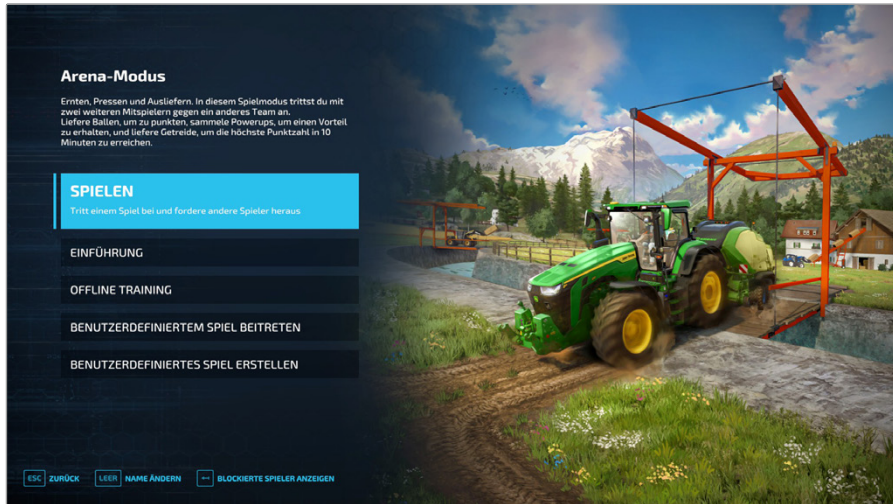 Arena-Modus
Ernten, Pressen und Ausliefern. In diesem Spielmodus trittst du mit
zwei weiteren Mitspielern gegen ein anderes Team an.
Liefere Ballen, um zu punkten, sammele Powerups, um einen Vorteil
zu erhalten, und liefere Getreide, um die höchste Punktzahl in 10
Minuten zu erreichen.
SPIELEN
Tritt einem Spiel bei und fordere andere Spieler heraus
EINFÜHRUNG
OFFLINE TRAINING
BENUTZERDEFINIERTEM SPIEL BEITRETEN
BENUTZERDEFINIERTES SPIEL ERSTELLEN
ESC ZURÜCK LEER NAME ÄNDERN BLOCKIERTE SPIELER ANZEIGEN